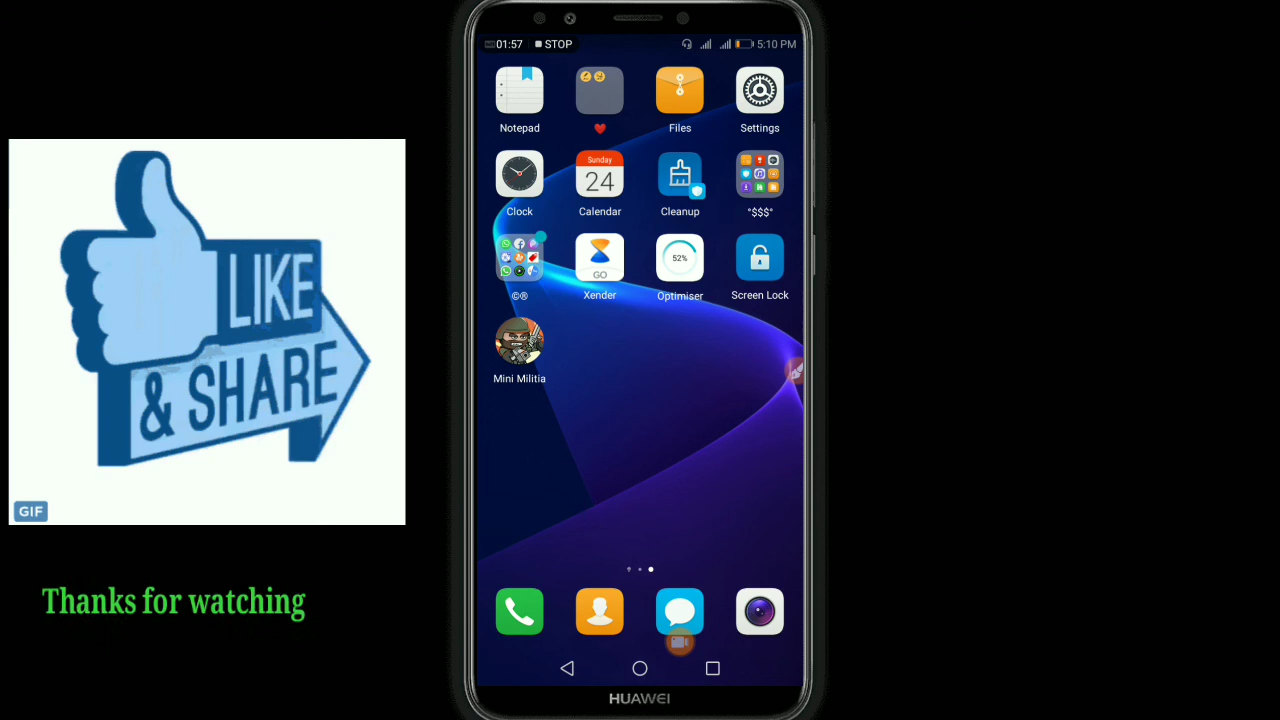 01:57 STOP
5:10 PM
Notepad
❤
Files
Settings
Sunday
24
Clock
Calendar
Cleanup
°$$$°
©®
GO
Xender
52%
Optimiser
Screen Lock
Mini Militia
LIKE
& SHARE
GIF
Thanks for watching
HUAWEI